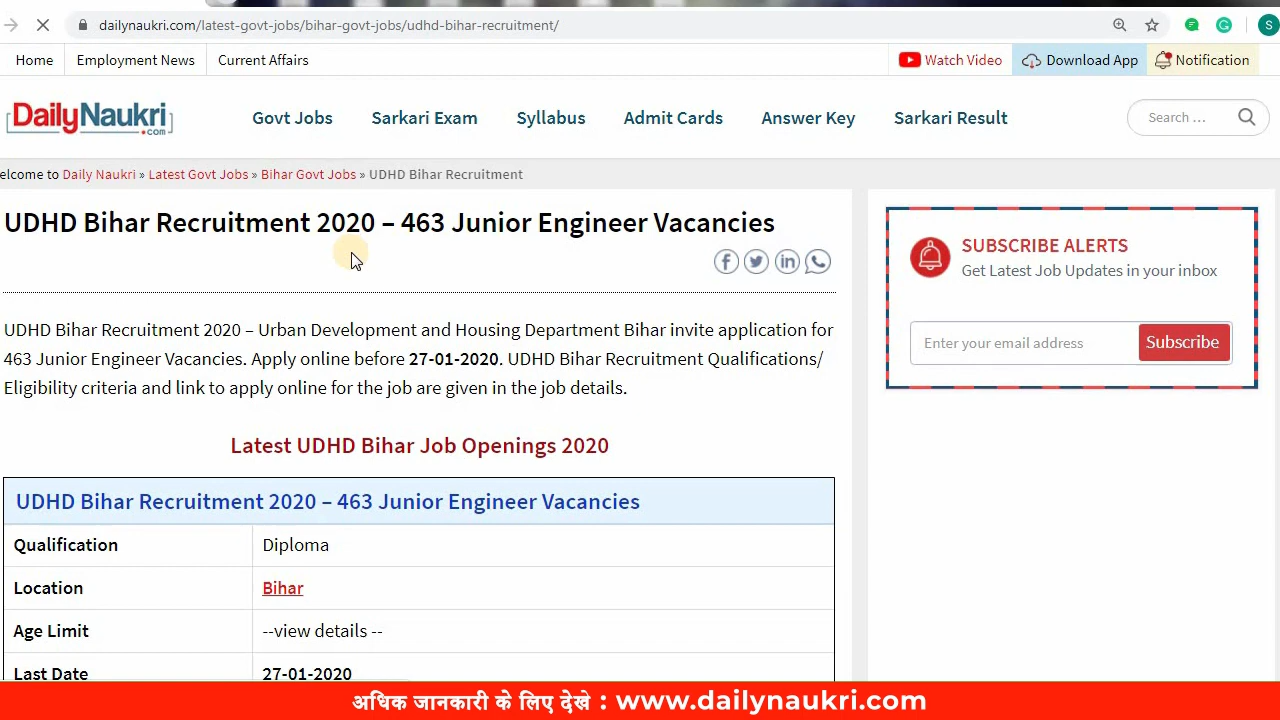 dailynaukri.com/latest-govt-jobs/bihar-govt-jobs/udhd-bihar-recruitment/
S
Home Employment News Current Affairs Watch Video Download App Notification
DailyNaukri .com Govt Jobs Sarkari Exam Syllabus Admit Cards Answer Key Sarkari Result Search ...
elcome to Daily Naukri » Latest Govt Jobs » Bihar Govt Jobs » UDHD Bihar Recruitment
UDHD Bihar Recruitment 2020 – 463 Junior Engineer Vacancies
UDHD Bihar Recruitment 2020 – Urban Development and Housing Department Bihar invite application for
463 Junior Engineer Vacancies. Apply online before 27-01-2020. UDHD Bihar Recruitment Qualifications/
Eligibility criteria and link to apply online for the job are given in the job details.
Latest UDHD Bihar Job Openings 2020
UDHD Bihar Recruitment 2020 – 463 Junior Engineer Vacancies
Qualification Diploma
Location Bihar
Age Limit --view details --
Last Date 27-01-2020
SUBSCRIBE ALERTS
Get Latest Job Updates in your inbox
Enter your email address Subscribe
अधिक जानकारी के लिए देखे : www.dailynaukri.com